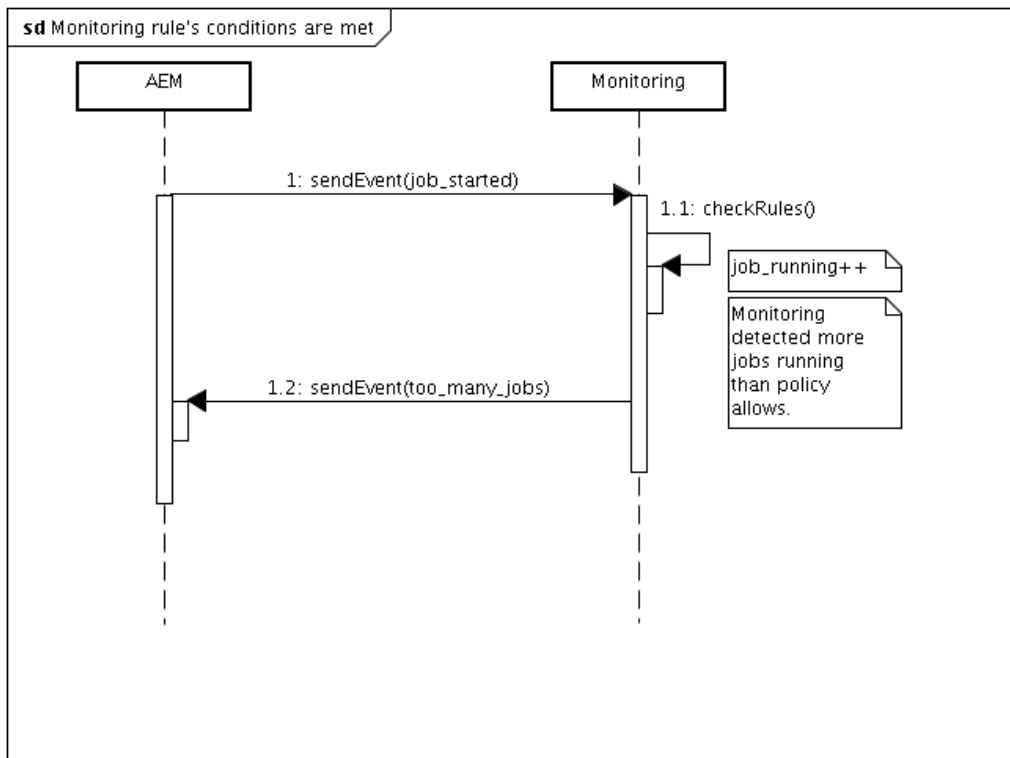 sd Monitoring rule's conditions are met
AEM
Monitoring
1: sendEvent(job_started)
1.1: checkRules()
job_running++
Monitoring
detected more
jobs running
than policy
allows.
1.2: sendEvent(too_many_jobs)